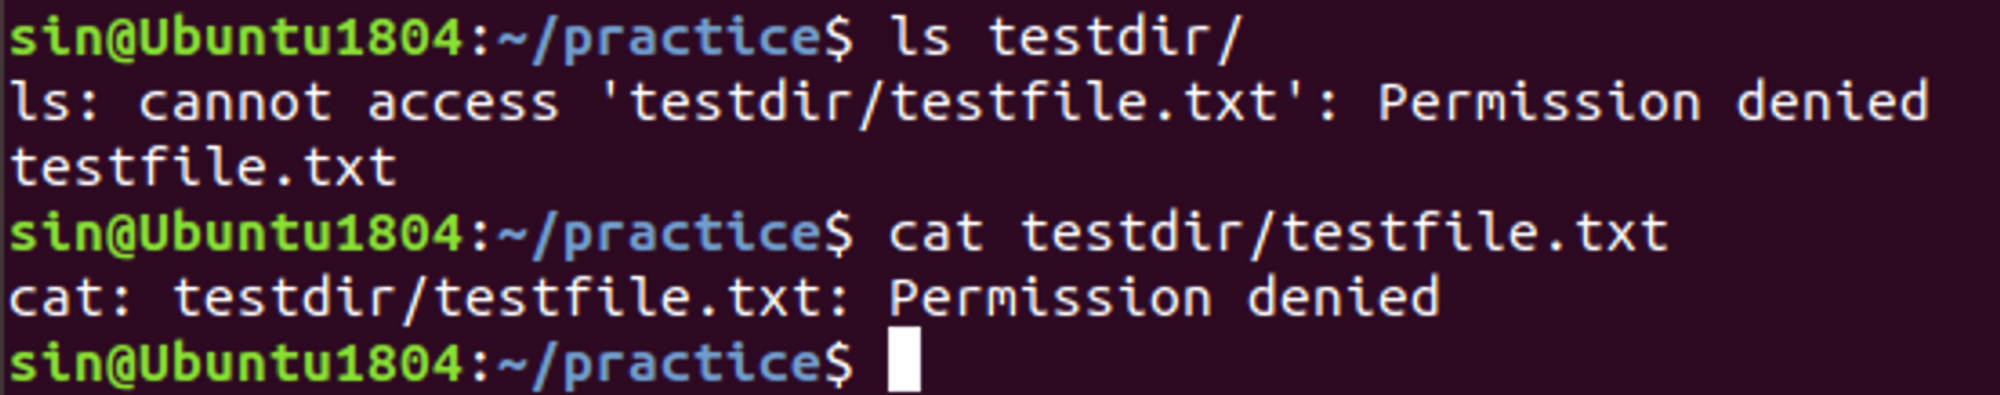 sin@Ubuntu1804:~/practice$ ls testdir/
ls: cannot access 'testdir/testfile.txt': Permission denied
testfile.txt
sin@Ubuntu1804:~/practice$ cat testdir/testfile.txt
cat: testdir/testfile.txt: Permission denied
sin@Ubuntu1804:~/practice$